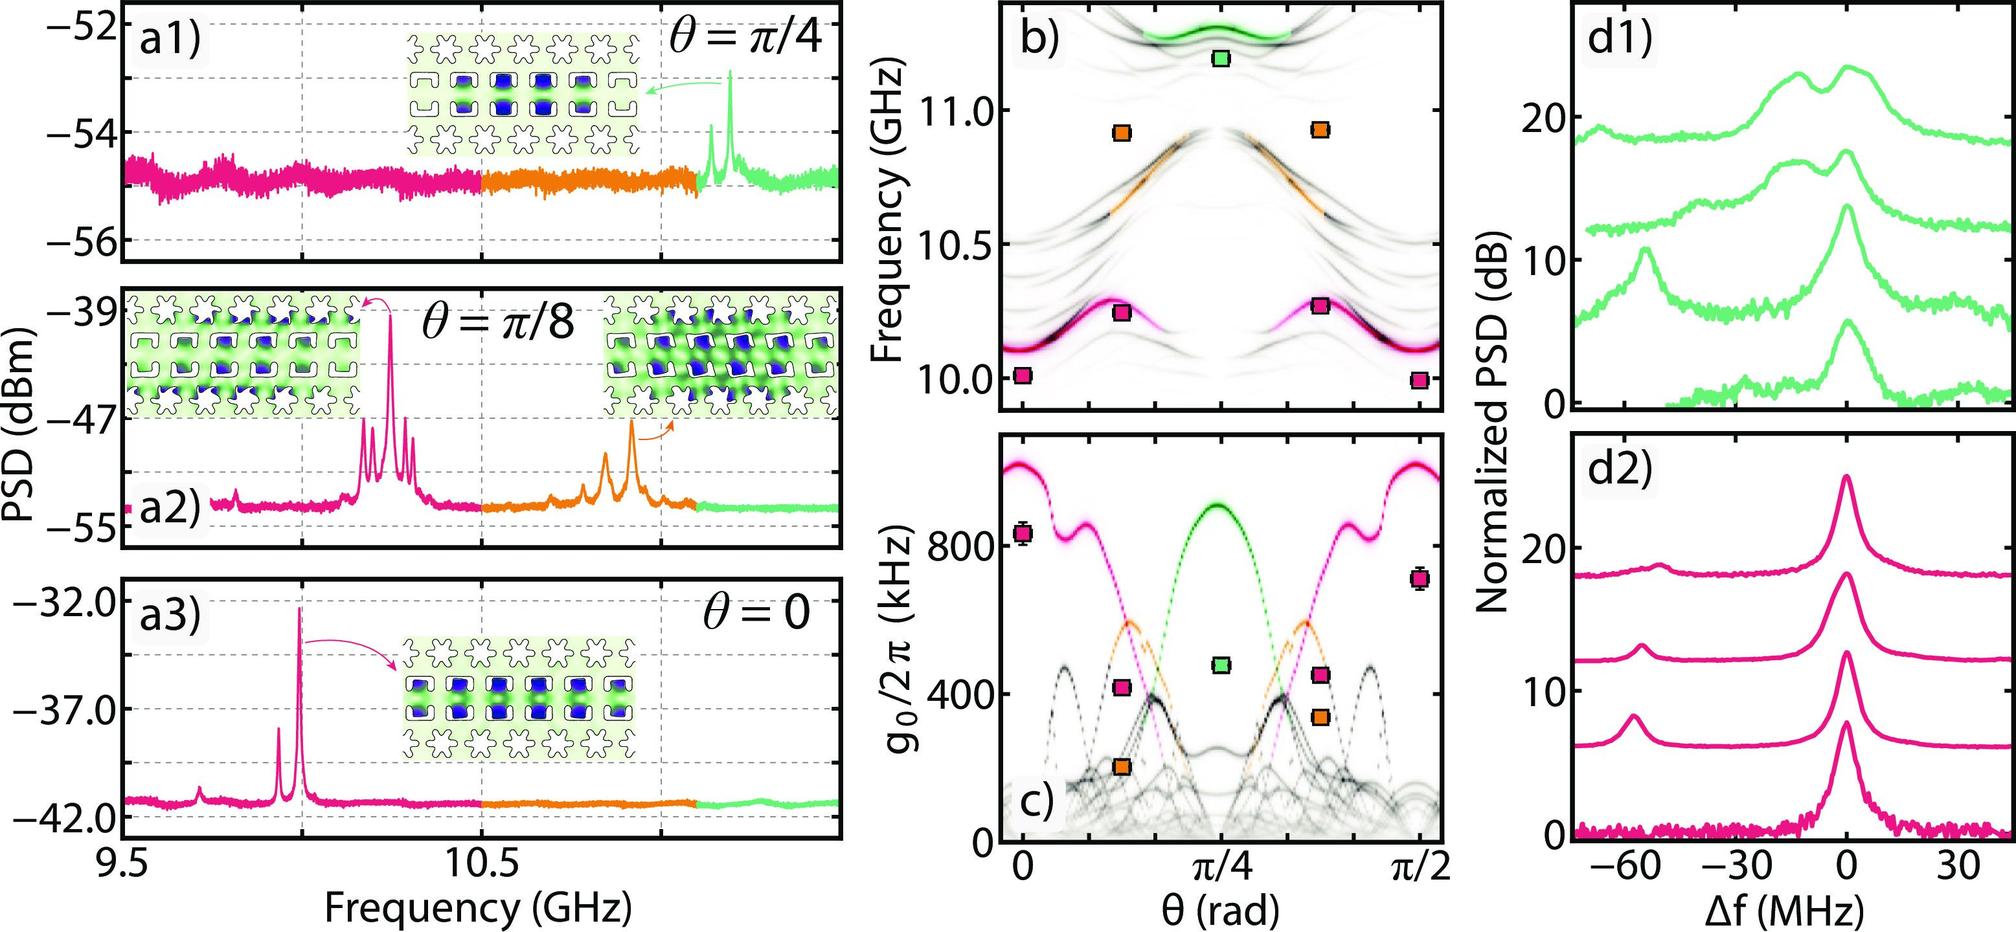 a1)
θ = π/4
−52
−54
−56
a2)
θ = π/8
−39
−47
−55
PSD (dBm)
a3)
θ = 0
−32.0
−37.0
−42.0
9.5
10.5
Frequency (GHz)
b)
11.0
10.5
10.0
Frequency (GHz)
c)
800
400
0
g0/2π (kHz)
0
π/4
π/2
θ (rad)
d1)
20
10
0
Normalized PSD (dB)
d2)
20
10
0
−60
−30
0
30
Δf (MHz)